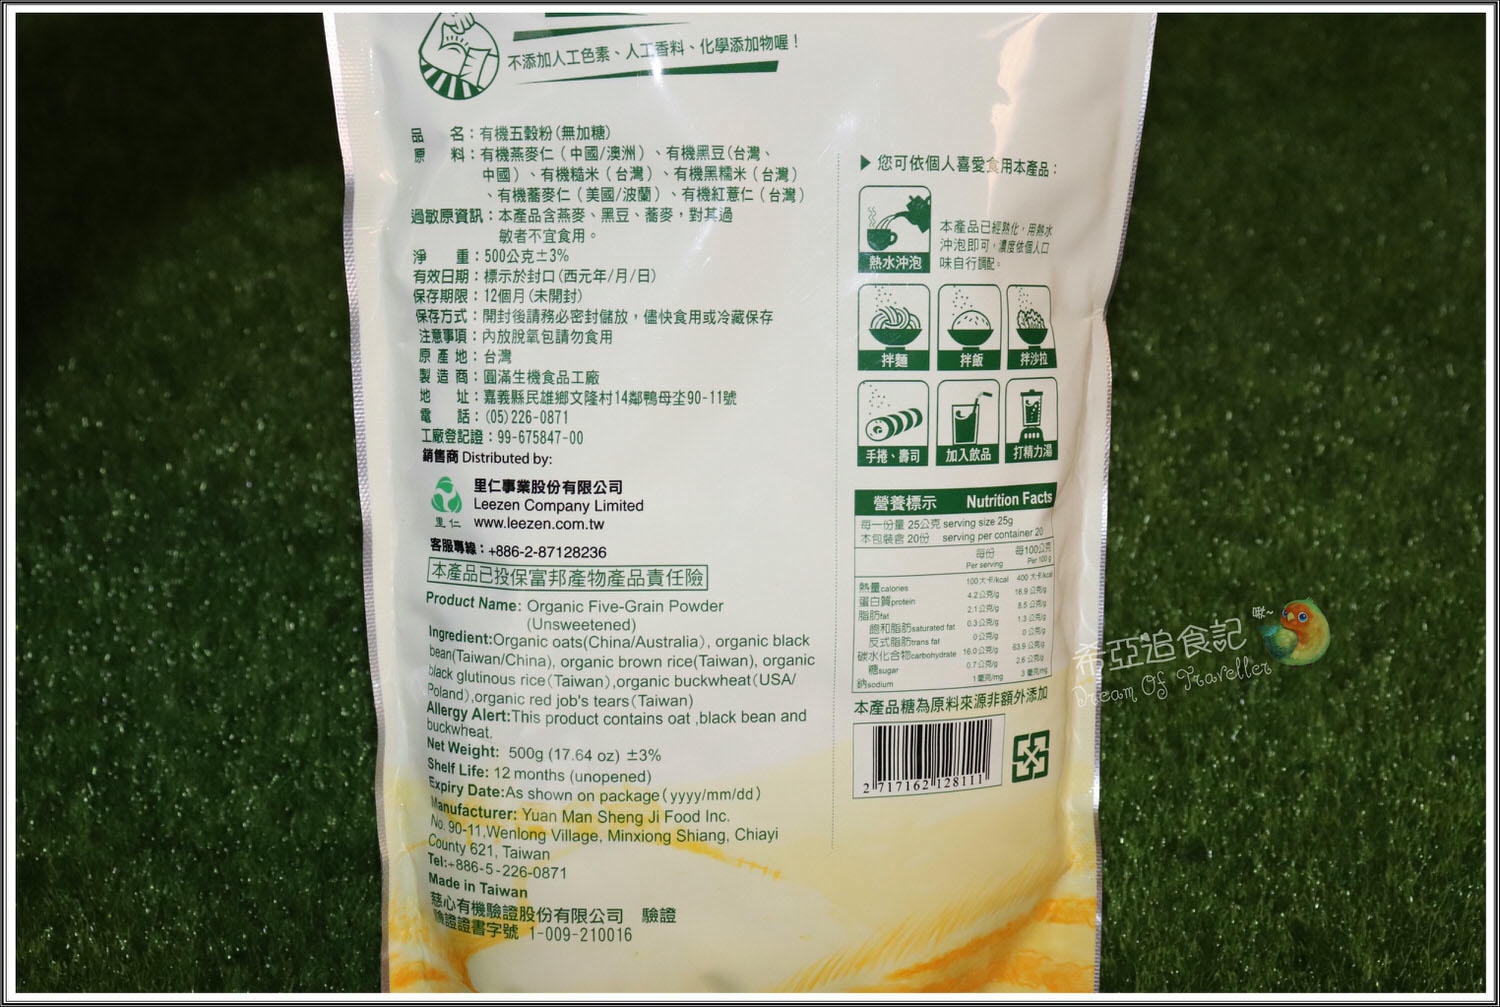 不添加人工色素、人工香料、化學添加物喔！
品　名：有機五穀粉(無加糖)
原　料：有機燕麥仁（中國/澳洲）、有機黑豆(台灣、
中國）、有機糙米（台灣）、有機黑糯米（台灣）
、有機蕎麥仁（美國/波蘭）、有機紅薏仁（台灣）
過敏原資訊：本產品含燕麥、黑豆、蕎麥，對其過
敏者不宜食用。
淨　重：500公克±3%
有效日期：標示於封口(西元年/月/日)
保存期限：12個月(未開封)
保存方式：開封後請務必密封儲放，儘快食用或冷藏保存
注意事項：內放脫氧包請勿食用
原產地：台灣
製造商：圓滿生機食品工廠
地　址：嘉義縣民雄鄉文隆村14鄰鴨母坔90-11號
電　話：(05)226-0871
工廠登記證：99-675847-00
銷售商 Distributed by:
里仁事業股份有限公司
Leezen Company Limited
里仁 www.leezen.com.tw
客服專線：+886-2-87128236
本產品已投保富邦產物產品責任險
Product Name: Organic Five-Grain Powder
(Unsweetened)
Ingredient:Organic oats(China/Australia), organic black
bean(Taiwan/China), organic brown rice(Taiwan), organic
black glutinous rice(Taiwan),organic buckwheat(USA/
Poland),organic red job's tears(Taiwan)
Allergy Alert:This product contains oat ,black bean and
buckwheat.
Net Weight: 500g (17.64 oz) ±3%
Shelf Life: 12 months (unopened)
Expiry Date:As shown on package(yyyy/mm/dd)
Manufacturer: Yuan Man Sheng Ji Food Inc.
No. 90-11,Wenlong Village, Minxiong Shiang, Chiayi
County 621, Taiwan
Tel:+886-5-226-0871
Made in Taiwan
慈心有機驗證股份有限公司　驗證
驗證證書字號 1-009-210016
▶您可依個人喜愛食用本產品：
熱水沖泡
本產品已經熟化，用熱水
沖泡即可，濃度依個人口
味自行調配。
拌麵 拌飯 拌沙拉
手捲、壽司 加入飲品 打精力湯
營養標示 Nutrition Facts
每一份量 25公克 serving size 25g
本包裝含 20份 serving per container 20
每份 每100公克
Per serving Per 100g
熱量calories 100大卡/kcal 400大卡/kcal
蛋白質protein 4.2公克/g 16.9公克/g
脂肪fat 2.1公克/g 8.5公克/g
飽和脂肪saturated fat 0.3公克/g 1.3公克/g
反式脂肪trans fat 0公克/g 0公克/g
碳水化合物carbohydrate 16.0公克/g 63.9公克/g
糖sugar 0.7公克/g 2.6公克/g
鈉sodium 1毫克/mg 3毫克/mg
本產品糖為原料來源非額外添加
2 717162 128111
希亞追食記
啾~
Dream Of Traveller